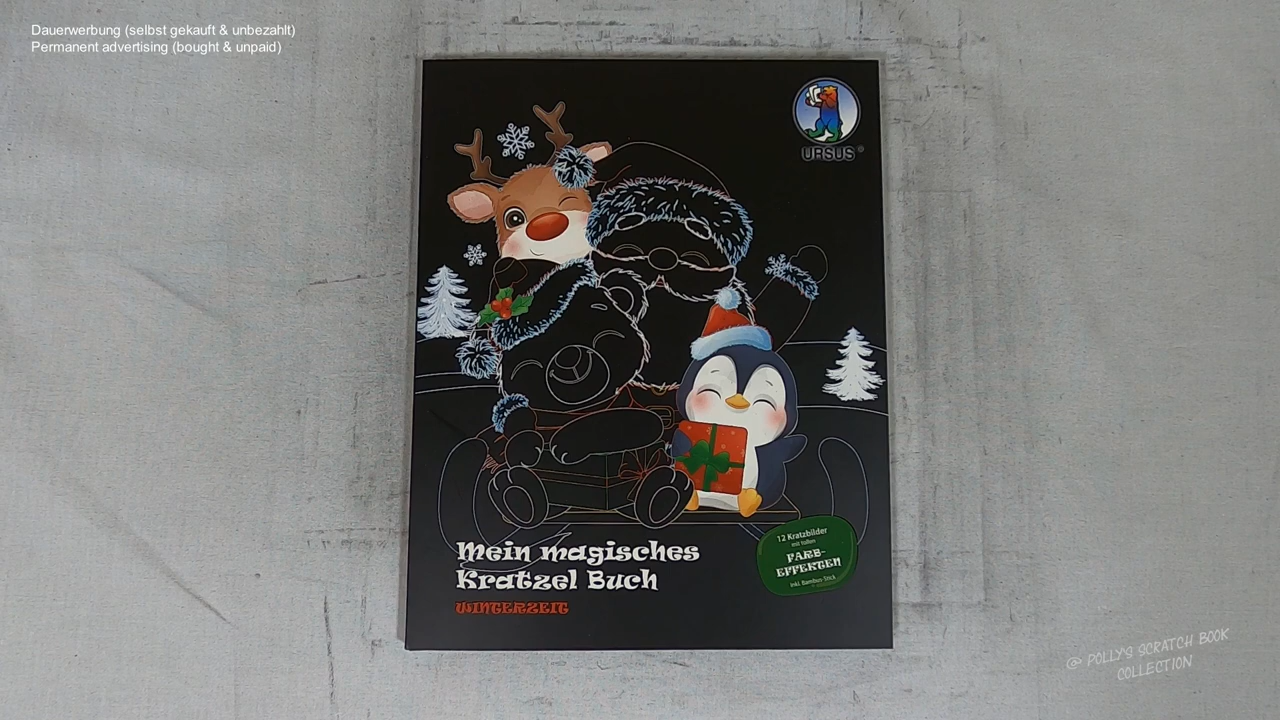 Dauerwerbung (selbst gekauft & unbezahlt)
Permanent advertising (bought & unpaid)
URSUS®
Mein magisches
Kratzel Buch
WINTERZEIT
12 Kratzbilder
mit tollen
FARB-
EFFEKTEN
inkl. Bambus-Stick
@ POLLY'S SCRATCH BOOK
COLLECTION